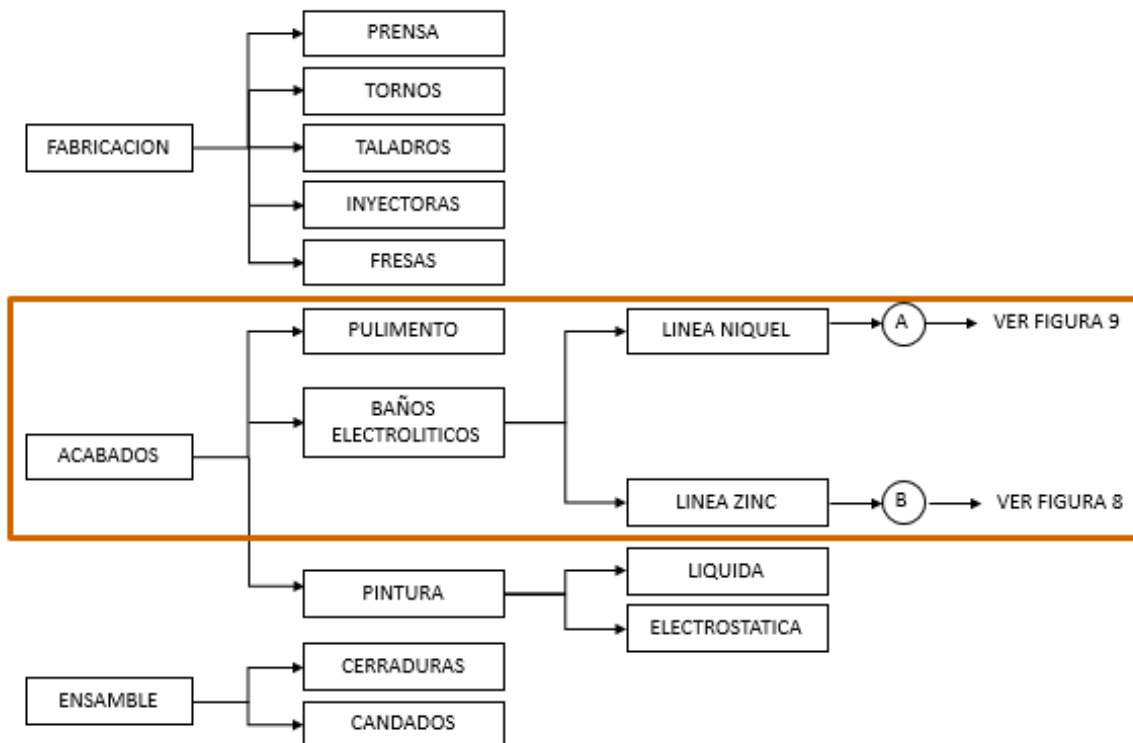 PRENSA
TORNOS
FABRICACION
TALADROS
INYECTORAS
FRESAS
PULIMENTO
LINEA NIQUEL
A
VER FIGURA 9
BAÑOS
ELECTROLITICOS
ACABADOS
LINEA ZINC
B
VER FIGURA 8
PINTURA
LIQUIDA
ELECTROSTATICA
CERRADURAS
ENSAMBLE
CANDADOS